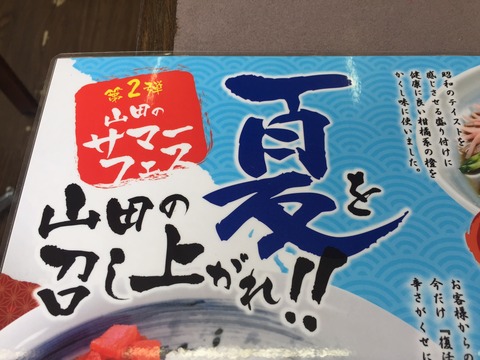 第2弾
山田の
サマー
フェス
夏を
山田の
召し上がれ!!
昭和のテイストを
感じさせる盛り付けに
健康に良い柑橘系の橙を
かくし味に使いました。
お客様からの
今だけ『復活
辛さがくせに